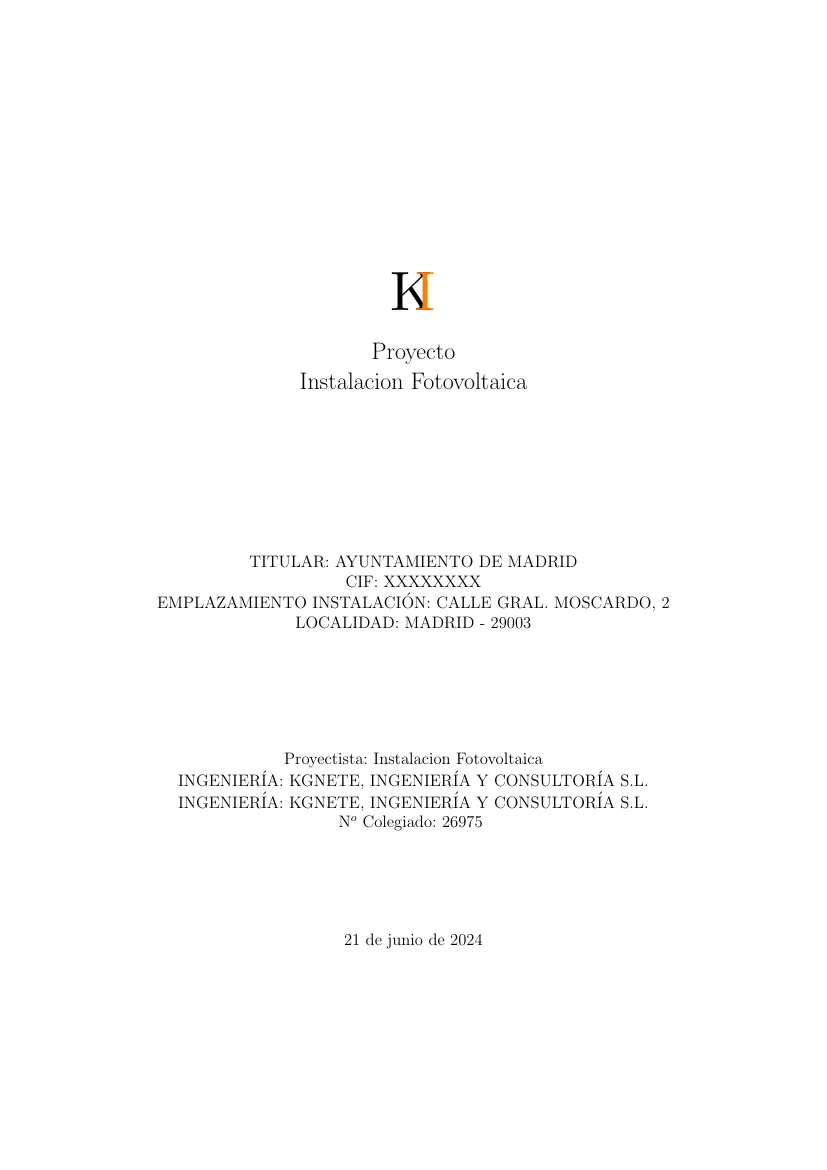 KI
Proyecto
Instalacion Fotovoltaica
TITULAR: AYUNTAMIENTO DE MADRID
CIF: XXXXXXXX
EMPLAZAMIENTO INSTALACIÓN: CALLE GRAL. MOSCARDO, 2
LOCALIDAD: MADRID - 29003
Proyectista: Instalacion Fotovoltaica
INGENIERÍA: KGNETE, INGENIERÍA Y CONSULTORÍA S.L.
INGENIERÍA: KGNETE, INGENIERÍA Y CONSULTORÍA S.L.
Nº Colegiado: 26975
21 de junio de 2024